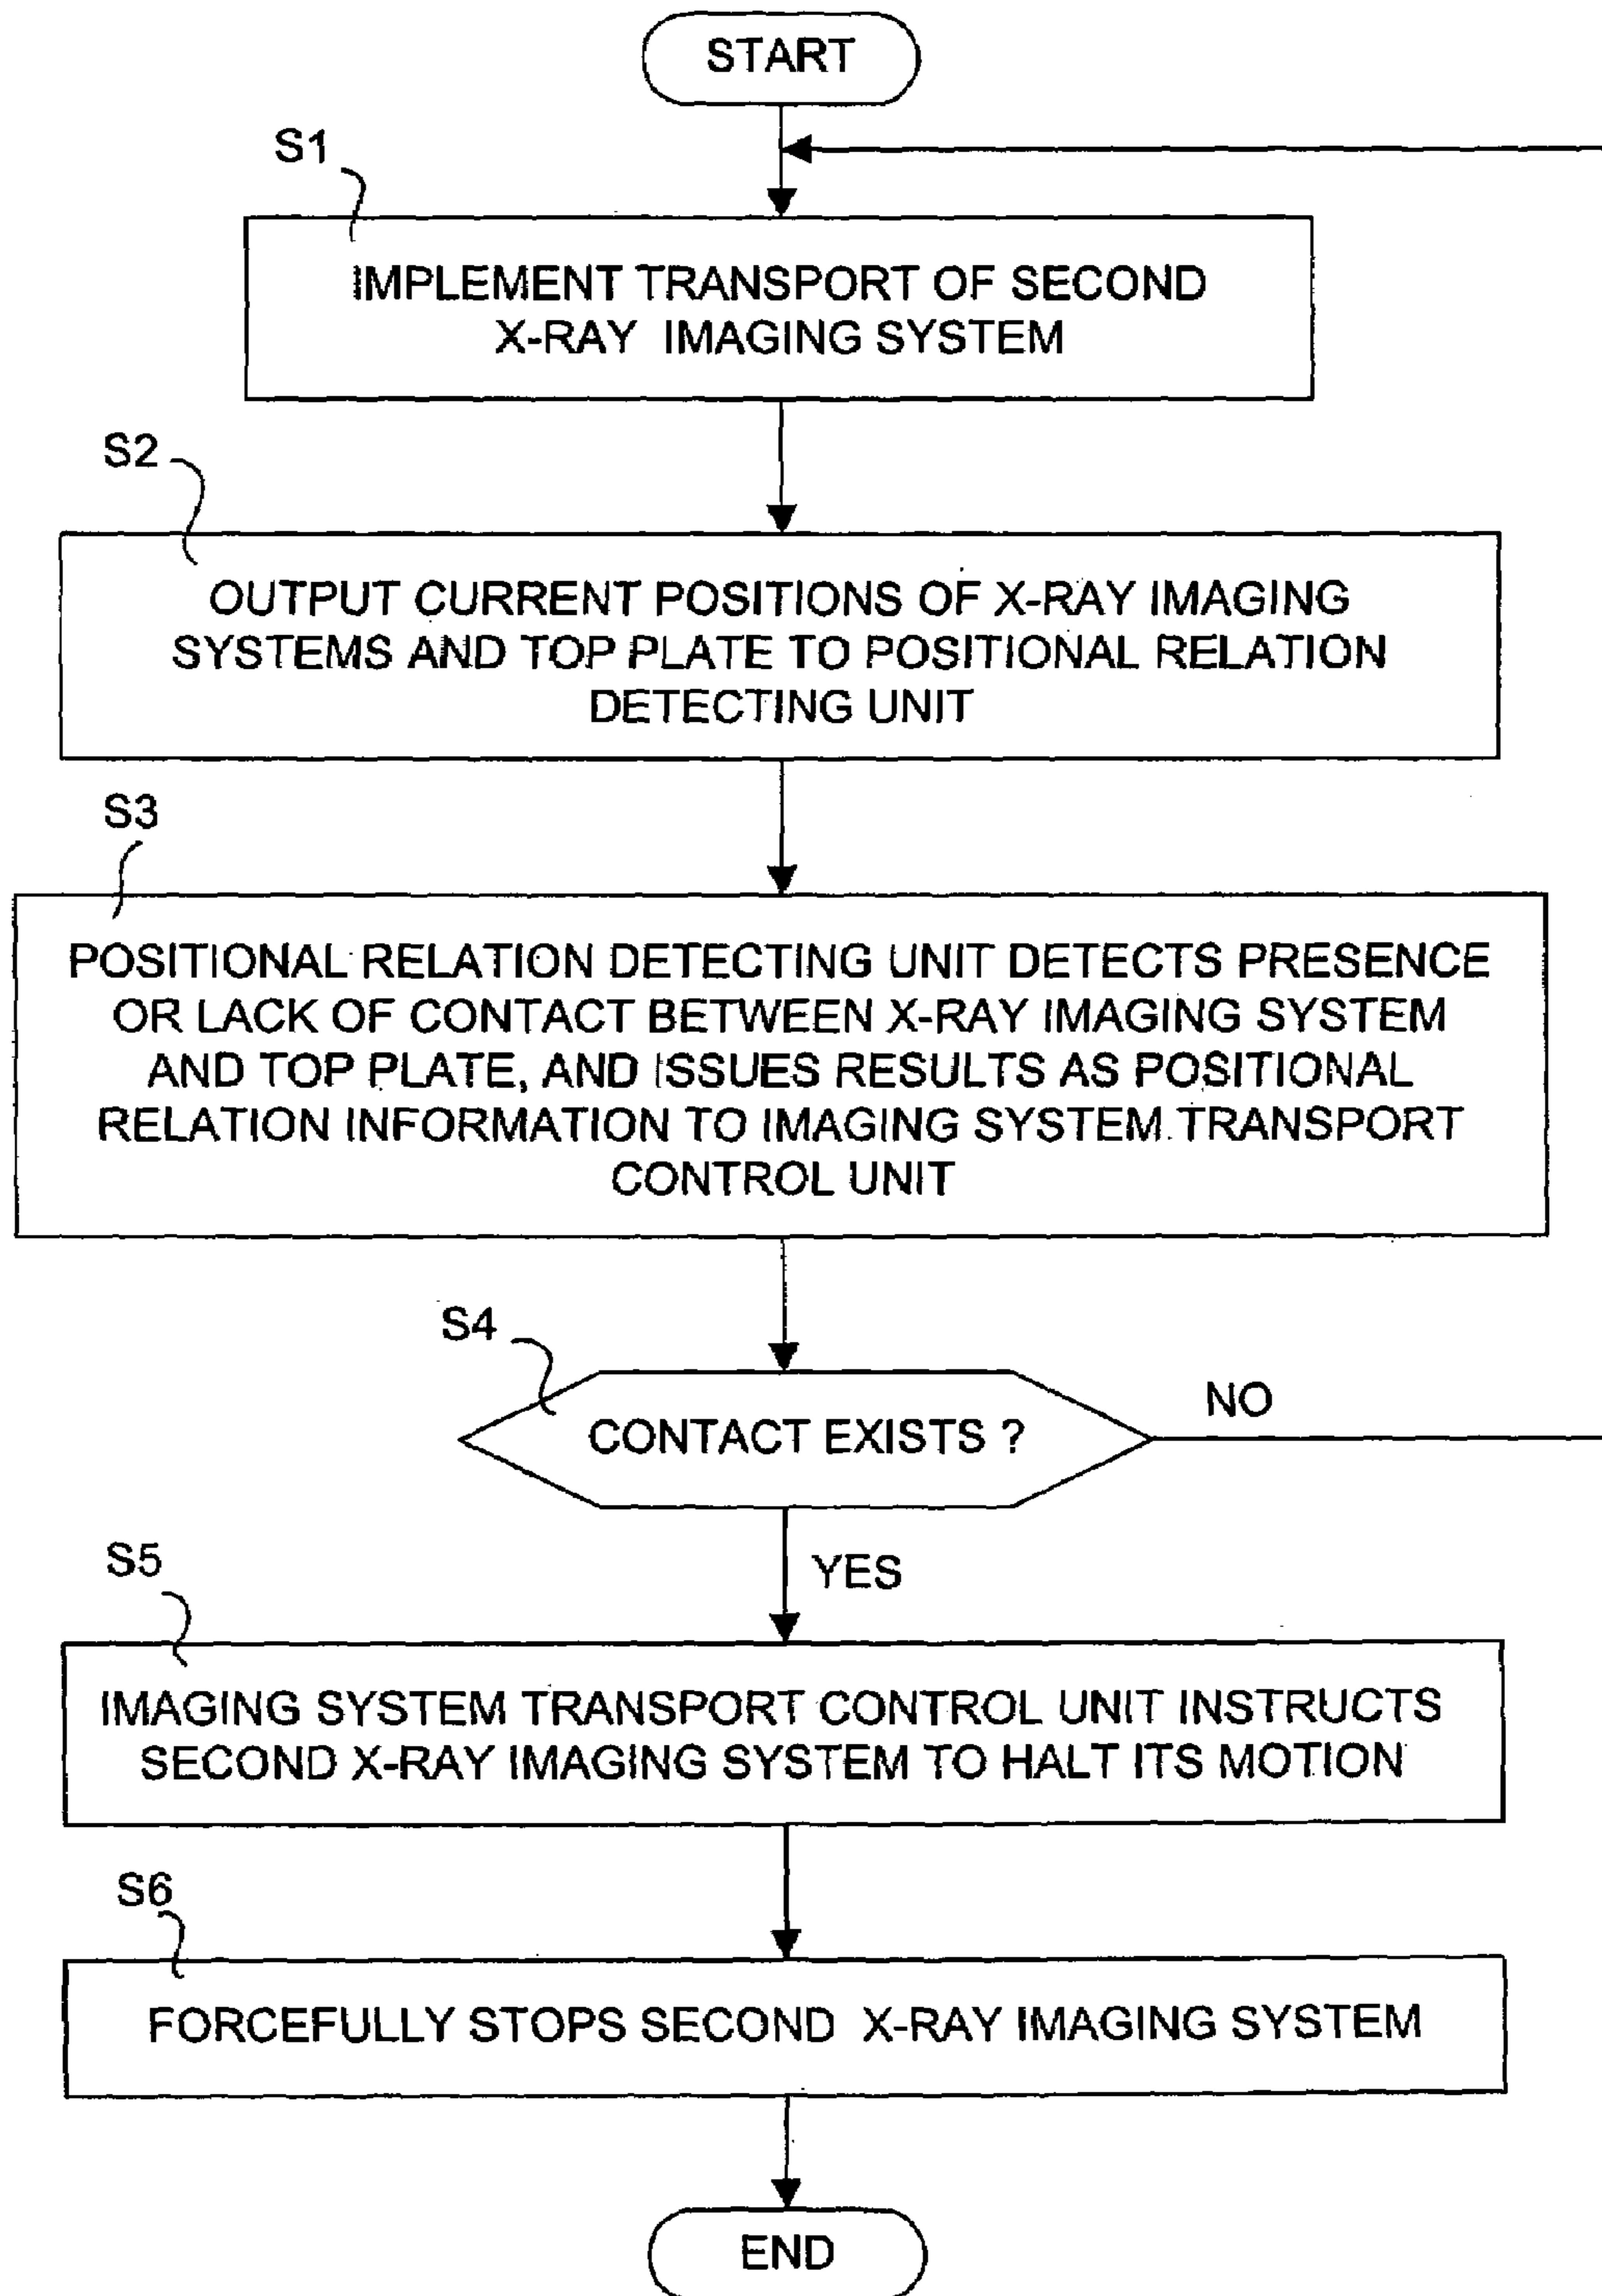 START
S1
IMPLEMENT TRANSPORT OF SECOND
X-RAY IMAGING SYSTEM
S2
OUTPUT CURRENT POSITIONS OF X-RAY IMAGING
SYSTEMS AND TOP PLATE TO POSITIONAL RELATION
DETECTING UNIT
S3
POSITIONAL RELATION DETECTING UNIT DETECTS PRESENCE
OR LACK OF CONTACT BETWEEN X-RAY IMAGING SYSTEM
AND TOP PLATE, AND ISSUES RESULTS AS POSITIONAL
RELATION INFORMATION TO IMAGING SYSTEM TRANSPORT
CONTROL UNIT
S4
CONTACT EXISTS ?
NO
YES
S5
IMAGING SYSTEM TRANSPORT CONTROL UNIT INSTRUCTS
SECOND X-RAY IMAGING SYSTEM TO HALT ITS MOTION
S6
FORCEFULLY STOPS SECOND X-RAY IMAGING SYSTEM
END